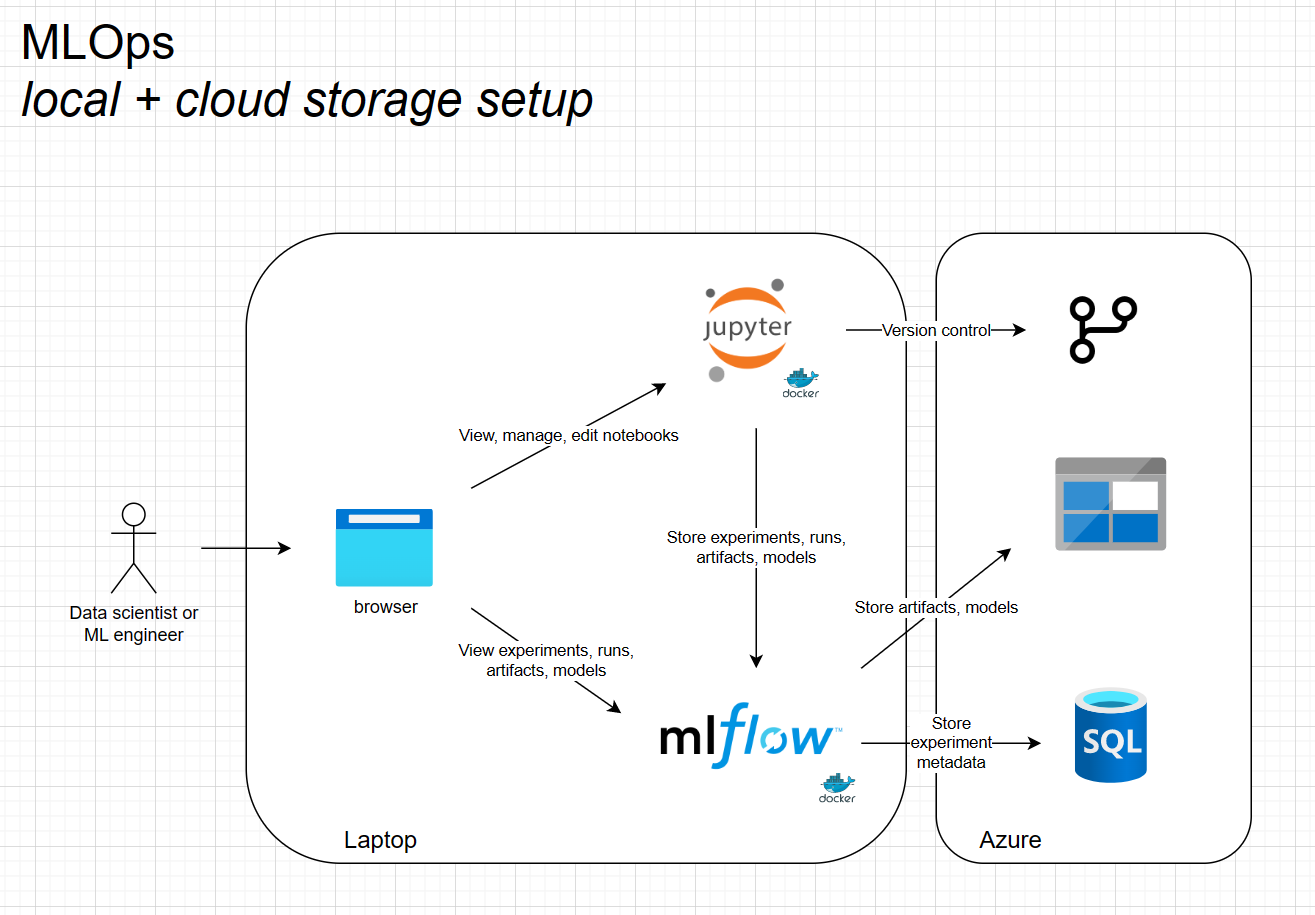 MLOps
local + cloud storage setup
jupyter
docker
Version control
View, manage, edit notebooks
Store experiments, runs,
artifacts, models
Data scientist or
ML engineer
browser
View experiments, runs,
artifacts, models
Store artifacts, models
mlflow™
docker
Store
experiment
metadata
SQL
Laptop
Azure